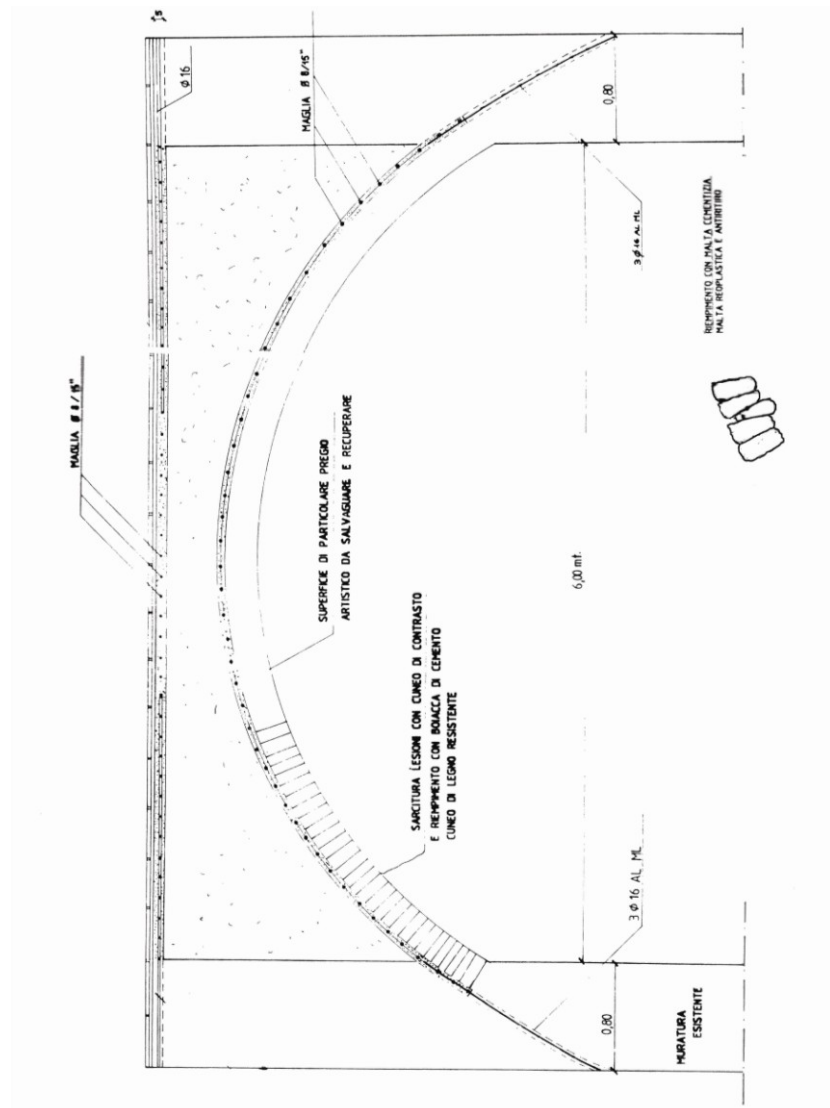 MAGLIA Ø 8/15"
Ø 16
MAGLIA Ø 8/15"
SUPERFICIE DI PARTICOLARE PREGIO
ARTISTICO DA SALVAGUARE E RECUPERARE
SARCITURA LESIONI CON CUNEO DI CONTRASTO
E RIEMPIMENTO CON BOIACCA DI CEMENTO
CUNEO DI LEGNO RESISTENTE
6,00 mt.
0,80
0,80
3 Ø 16 AL ML
3 Ø 16 AL ML
MURATURA
ESISTENTE
RIEMPIMENTO CON MALTA CEMENTIZIA,
MALTA REOPLASTICA E ANTIRITIRO